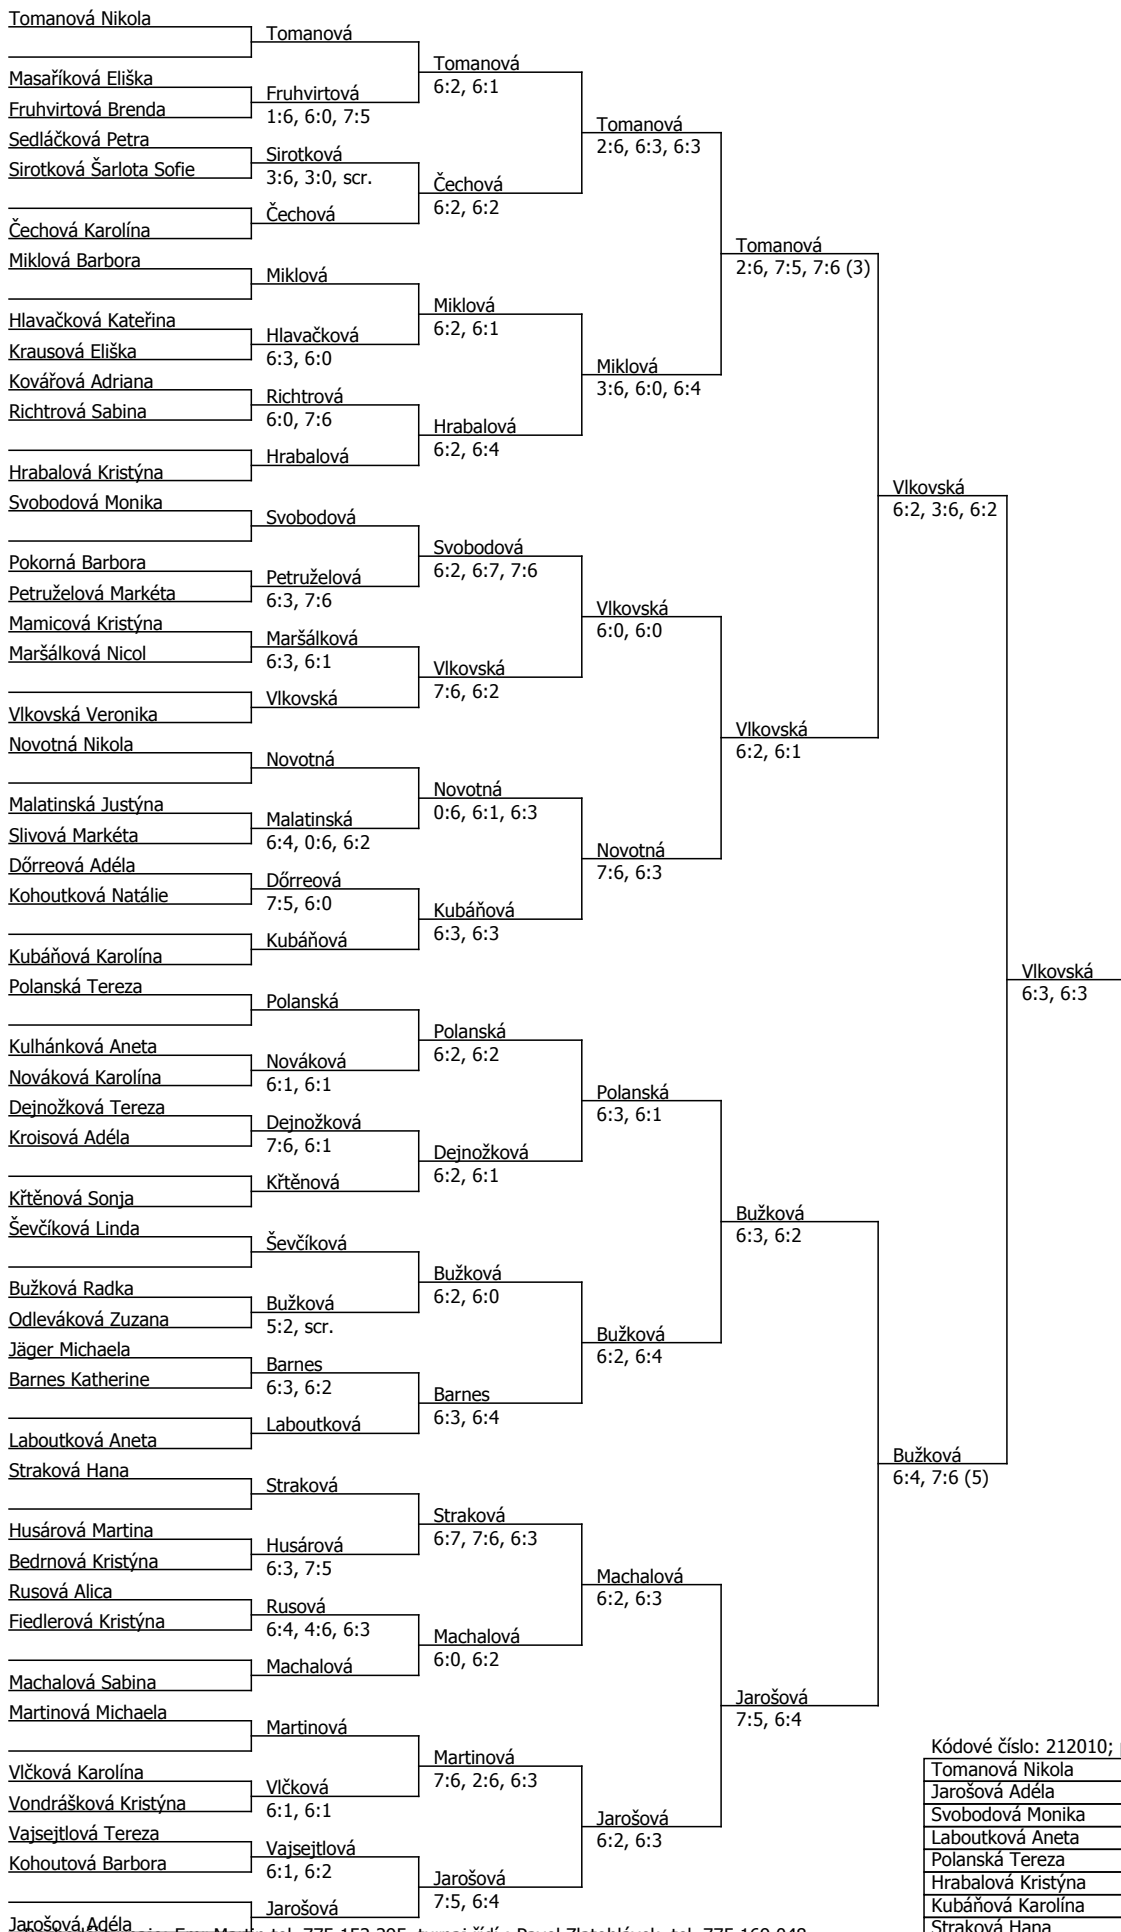 Tomanová Nikola
Tomanová
Tomanová
6:2, 6:1
Masaříková Eliška
Fruhvirtová Brenda
Fruhvirtová
1:6, 6:0, 7:5
Tomanová
2:6, 6:3, 6:3
Sedláčková Petra
Sirotková Šarlota Sofie
Sirotková
3:6, 3:0, scr.
Čechová
6:2, 6:2
Čechová
Čechová Karolína
Tomanová
2:6, 7:5, 7:6 (3)
Miklová Barbora
Miklová
Miklová
6:2, 6:1
Hlavačková Kateřina
Krausová Eliška
Hlavačková
6:3, 6:0
Miklová
3:6, 6:0, 6:4
Kovářová Adriana
Richtrová Sabina
Richtrová
6:0, 7:6
Hrabalová
6:2, 6:4
Hrabalová
Hrabalová Kristýna
Vlkovská
6:2, 3:6, 6:2
Svobodová Monika
Svobodová
Svobodová
6:2, 6:7, 7:6
Pokorná Barbora
Petruželová Markéta
Petruželová
6:3, 7:6
Vlkovská
6:0, 6:0
Mamicová Kristýna
Maršálková Nicol
Maršálková
6:3, 6:1
Vlkovská
7:6, 6:2
Vlkovská
Vlkovská Veronika
Vlkovská
6:2, 6:1
Novotná Nikola
Novotná
Novotná
0:6, 6:1, 6:3
Malatinská Justýna
Slivová Markéta
Malatinská
6:4, 0:6, 6:2
Novotná
7:6, 6:3
Dőrreová Adéla
Kohoutková Natálie
Dőrreová
7:5, 6:0
Kubáňová
6:3, 6:3
Kubáňová
Kubáňová Karolína
Vlkovská
6:3, 6:3
Polanská Tereza
Polanská
Polanská
6:2, 6:2
Kulhánková Aneta
Nováková Karolína
Nováková
6:1, 6:1
Polanská
6:3, 6:1
Dejnožková Tereza
Kroisová Adéla
Dejnožková
7:6, 6:1
Dejnožková
6:2, 6:1
Křtěnová
Křtěnová Sonja
Bužková
6:3, 6:2
Ševčíková Linda
Ševčíková
Bužková
6:2, 6:0
Bužková Radka
Odleváková Zuzana
Bužková
5:2, scr.
Bužková
6:2, 6:4
Jäger Michaela
Barnes Katherine
Barnes
6:3, 6:2
Barnes
6:3, 6:4
Laboutková
Laboutková Aneta
Bužková
6:4, 7:6 (5)
Straková Hana
Straková
Straková
6:7, 7:6, 6:3
Husárová Martina
Bedrnová Kristýna
Husárová
6:3, 7:5
Machalová
6:2, 6:3
Rusová Alica
Fiedlerová Kristýna
Rusová
6:4, 4:6, 6:3
Machalová
6:0, 6:2
Machalová
Machalová Sabina
Jarošová
7:5, 6:4
Martinová Michaela
Martinová
Martinová
7:6, 2:6, 6:3
Vlčková Karolína
Vondrášková Kristýna
Vlčková
6:1, 6:1
Jarošová
6:2, 6:3
Vajsejtlová Tereza
Kohoutová Barbora
Vajsejtlová
6:1, 6:2
Jarošová
7:5, 6:4
Jarošová
Jarošová Adéla
Kódové číslo: 212010;
Tomanová Nikola
Jarošová Adéla
Svobodová Monika
Laboutková Aneta
Polanská Tereza
Hrabalová Kristýna
Kubáňová Karolína
Straková Hana